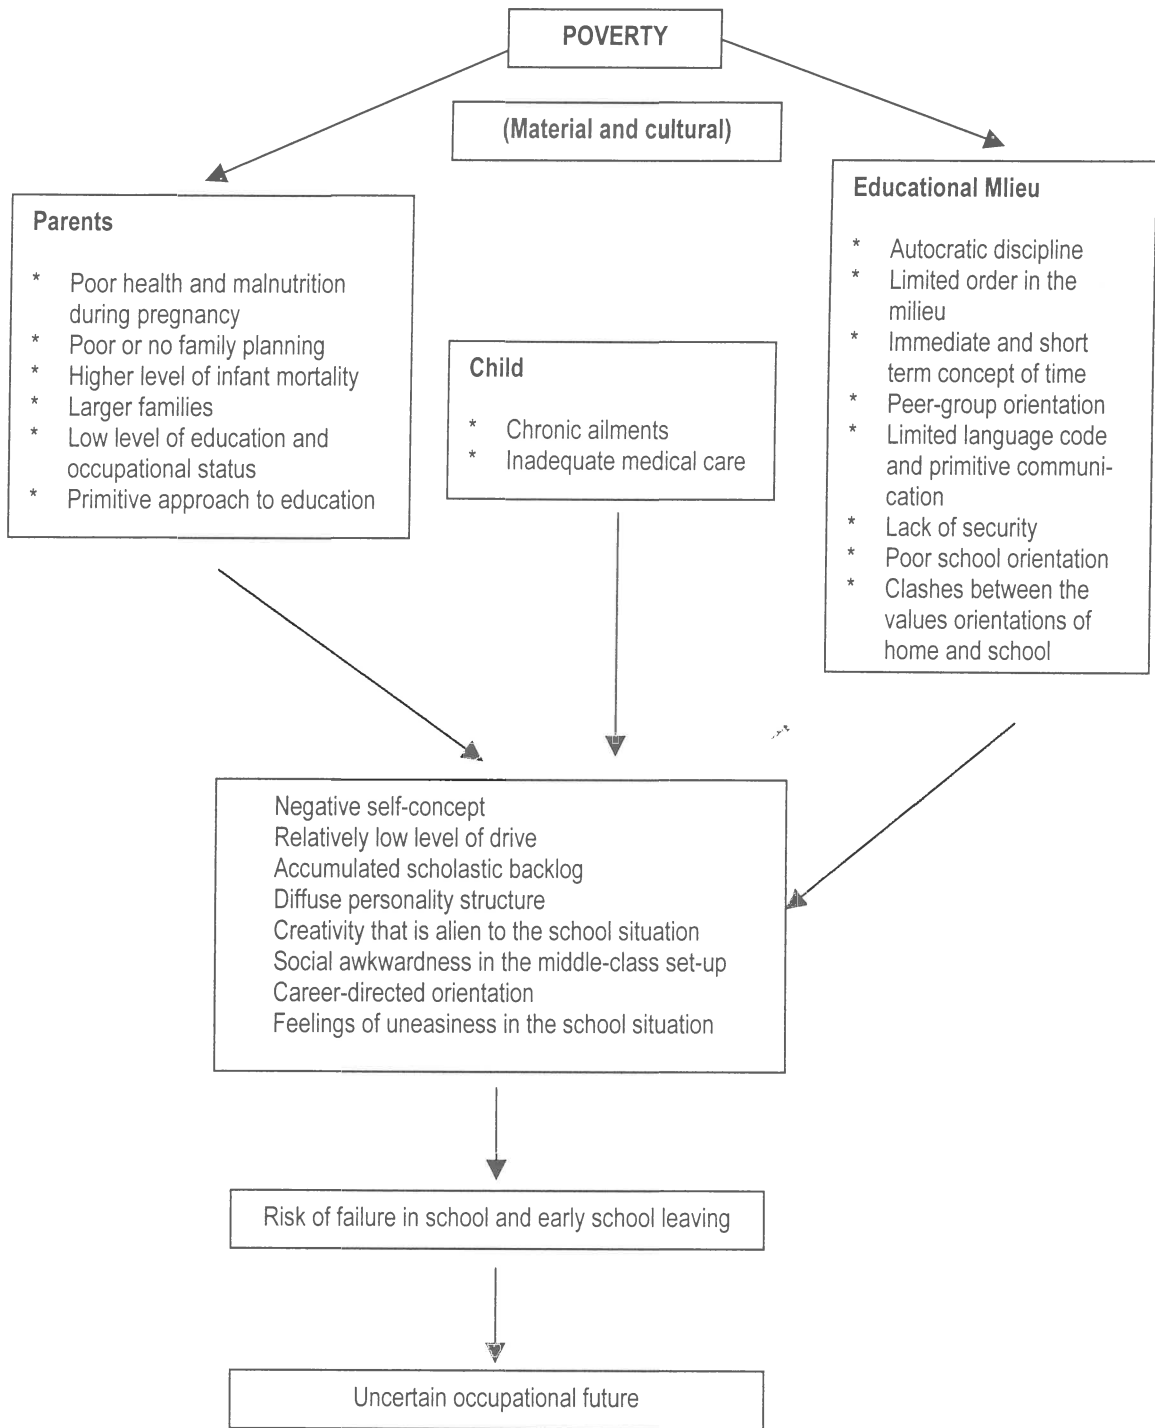 POVERTY
(Material and cultural)
Parents
* Poor health and malnutrition
during pregnancy
* Poor or no family planning
* Higher level of infant mortality
* Larger families
* Low level of education and
occupational status
* Primitive approach to education
Child
* Chronic ailments
* Inadequate medical care
Educational Mlieu
* Autocratic discipline
* Limited order in the
milieu
* Immediate and short
term concept of time
* Peer-group orientation
* Limited language code
and primitive communi-
cation
* Lack of security
* Poor school orientation
* Clashes between the
values orientations of
home and school
Negative self-concept
Relatively low level of drive
Accumulated scholastic backlog
Diffuse personality structure
Creativity that is alien to the school situation
Social awkwardness in the middle-class set-up
Career-directed orientation
Feelings of uneasiness in the school situation
Risk of failure in school and early school leaving
Uncertain occupational future